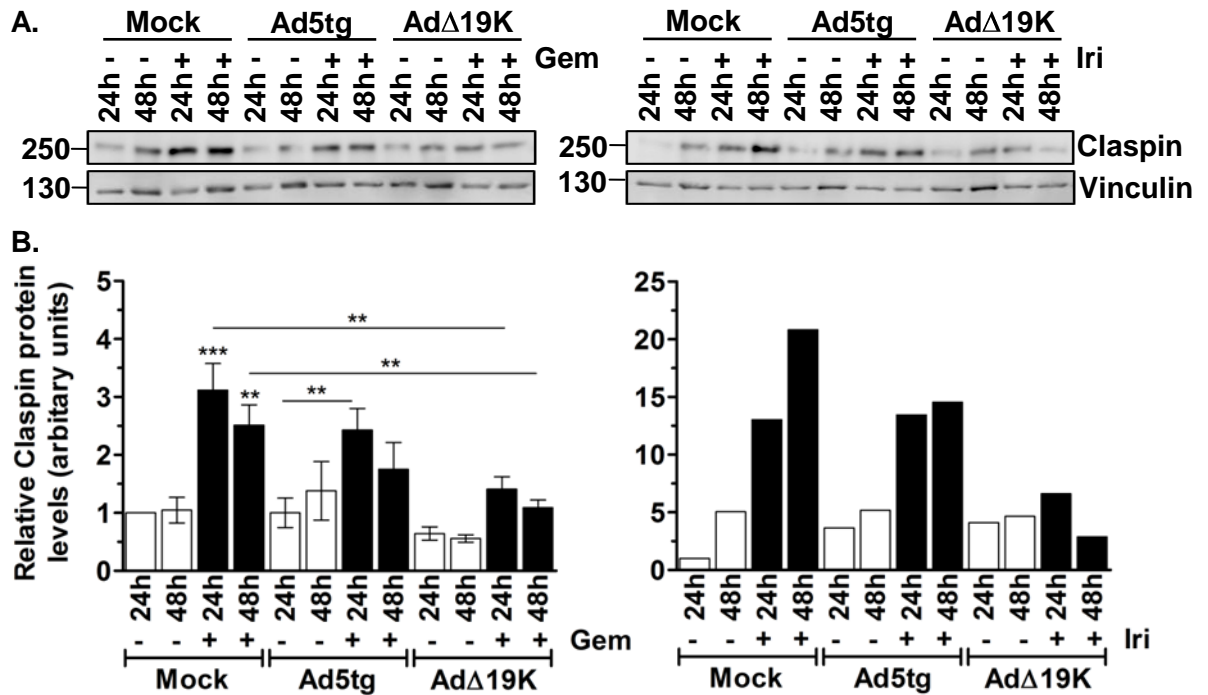 A.
Mock Ad5tg AdΔ19K
- - + + - - + + - - + + Gem
24h 48h 24h 48h 24h 48h 24h 48h 24h 48h 24h 48h
250
130
Mock Ad5tg AdΔ19K
- - + + - - + + - - + + Iri
24h 48h 24h 48h 24h 48h 24h 48h 24h 48h 24h 48h
250 Claspin
130 Vinculin
B.
Relative Claspin protein
levels (arbitary units)
5
4
3
2
1
0
**
**
***
**
**
24h 48h 24h 48h 24h 48h 24h 48h 24h 48h 24h 48h
- - + + - - + + - - + + Gem
Mock Ad5tg AdΔ19K
25
20
15
10
5
0
24h 48h 24h 48h 24h 48h 24h 48h 24h 48h 24h 48h
- - + + - - + + - - + + Iri
Mock Ad5tg AdΔ19K